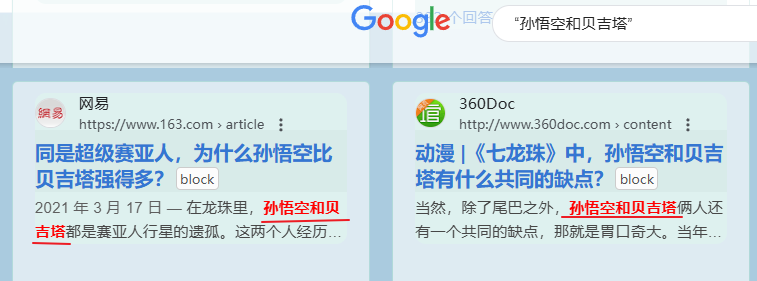 Google
“孙悟空和贝吉塔”
个回答
网易
https://www.163.com › article
同是超级赛亚人，为什么孙悟空比
贝吉塔强得多？ block
2021 年 3 月 17 日 — 在龙珠里，孙悟空和贝
吉塔都是赛亚人行星的遗孤。这两个人经历…
360Doc
http://www.360doc.com › content
动漫 |《七龙珠》中，孙悟空和贝吉
塔有什么共同的缺点？ block
当然，除了尾巴之外，孙悟空和贝吉塔俩人还
有一个共同的缺点，那就是胃口奇大。当年…